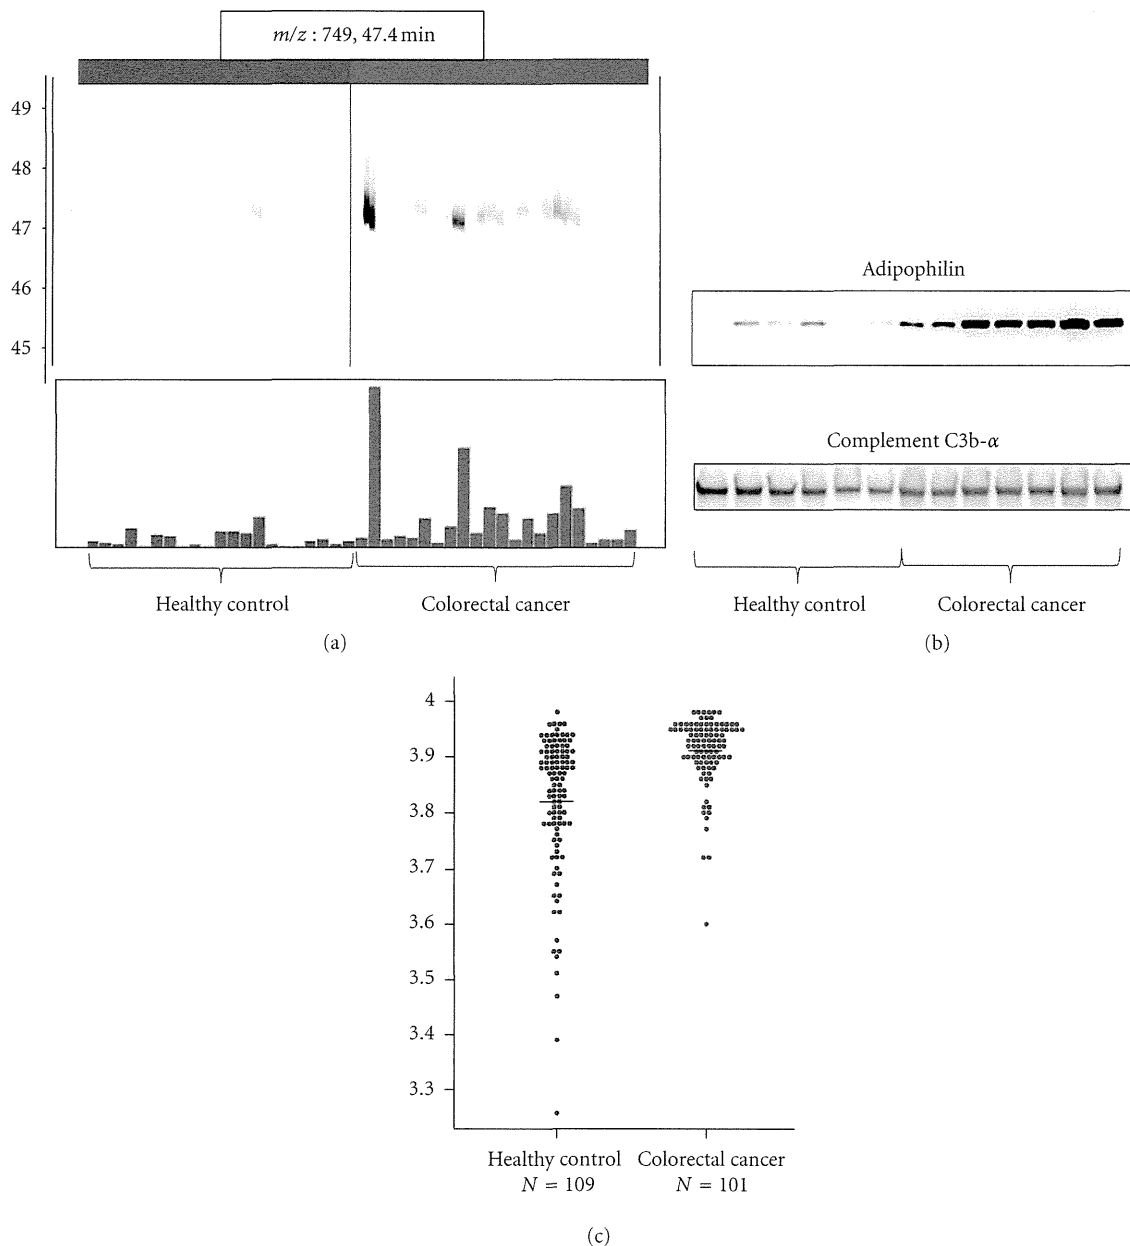 m/z : 749, 47.4 min
49
48
47
46
45
Healthy control
Colorectal cancer
(a)
Adipophilin
Complement C3b-α
Healthy control
Colorectal cancer
(b)
4
3.9
3.8
3.7
3.6
3.5
3.4
3.3
Healthy control
N = 109
Colorectal cancer
N = 101
(c)